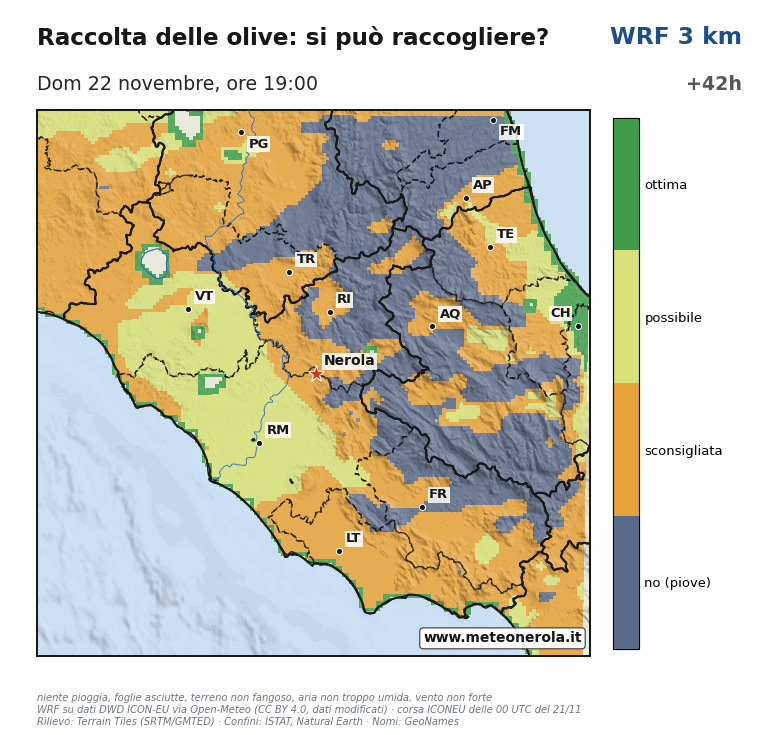 Raccolta delle olive: si può raccogliere?
WRF 3 km
Dom 22 novembre, ore 19:00
+42h
FM
PG
AP
TE
TR
VT
RI
AQ
CH
Nerola
RM
FR
LT
www.meteonerola.it
ottima
possibile
sconsigliata
no (piove)
niente pioggia, foglie asciutte, terreno non fangoso, aria non troppo umida, vento non forte
WRF su dati DWD ICON-EU via Open-Meteo (CC BY 4.0, dati modificati) · corsa ICONEU delle 00 UTC del 21/11
Rilievo: Terrain Tiles (SRTM/GMTED) · Confini: ISTAT, Natural Earth · Nomi: GeoNames